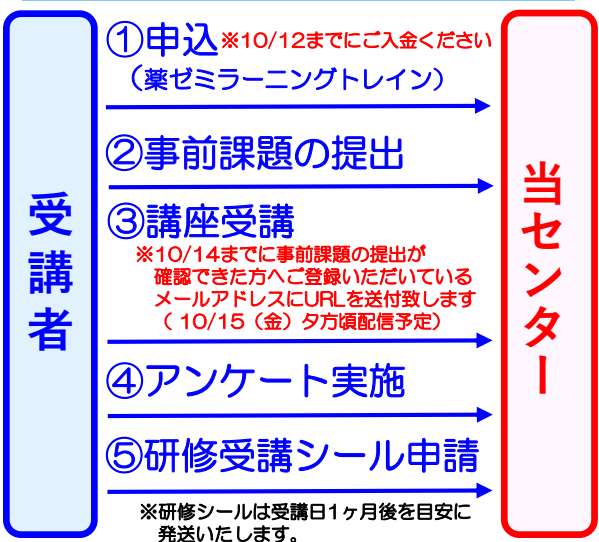 ①申込※10/12までにご入金ください
（薬ゼミラーニングトレイン）
②事前課題の提出
③講座受講
※10/14までに事前課題の提出が
確認できた方へご登録いただいている
メールアドレスにURLを送付致します
（10/15（金）夕方頃配信予定）
④アンケート実施
⑤研修受講シール申請
※研修シールは受講日1ヶ月後を目安に
発送いたします。
受講者
当センター